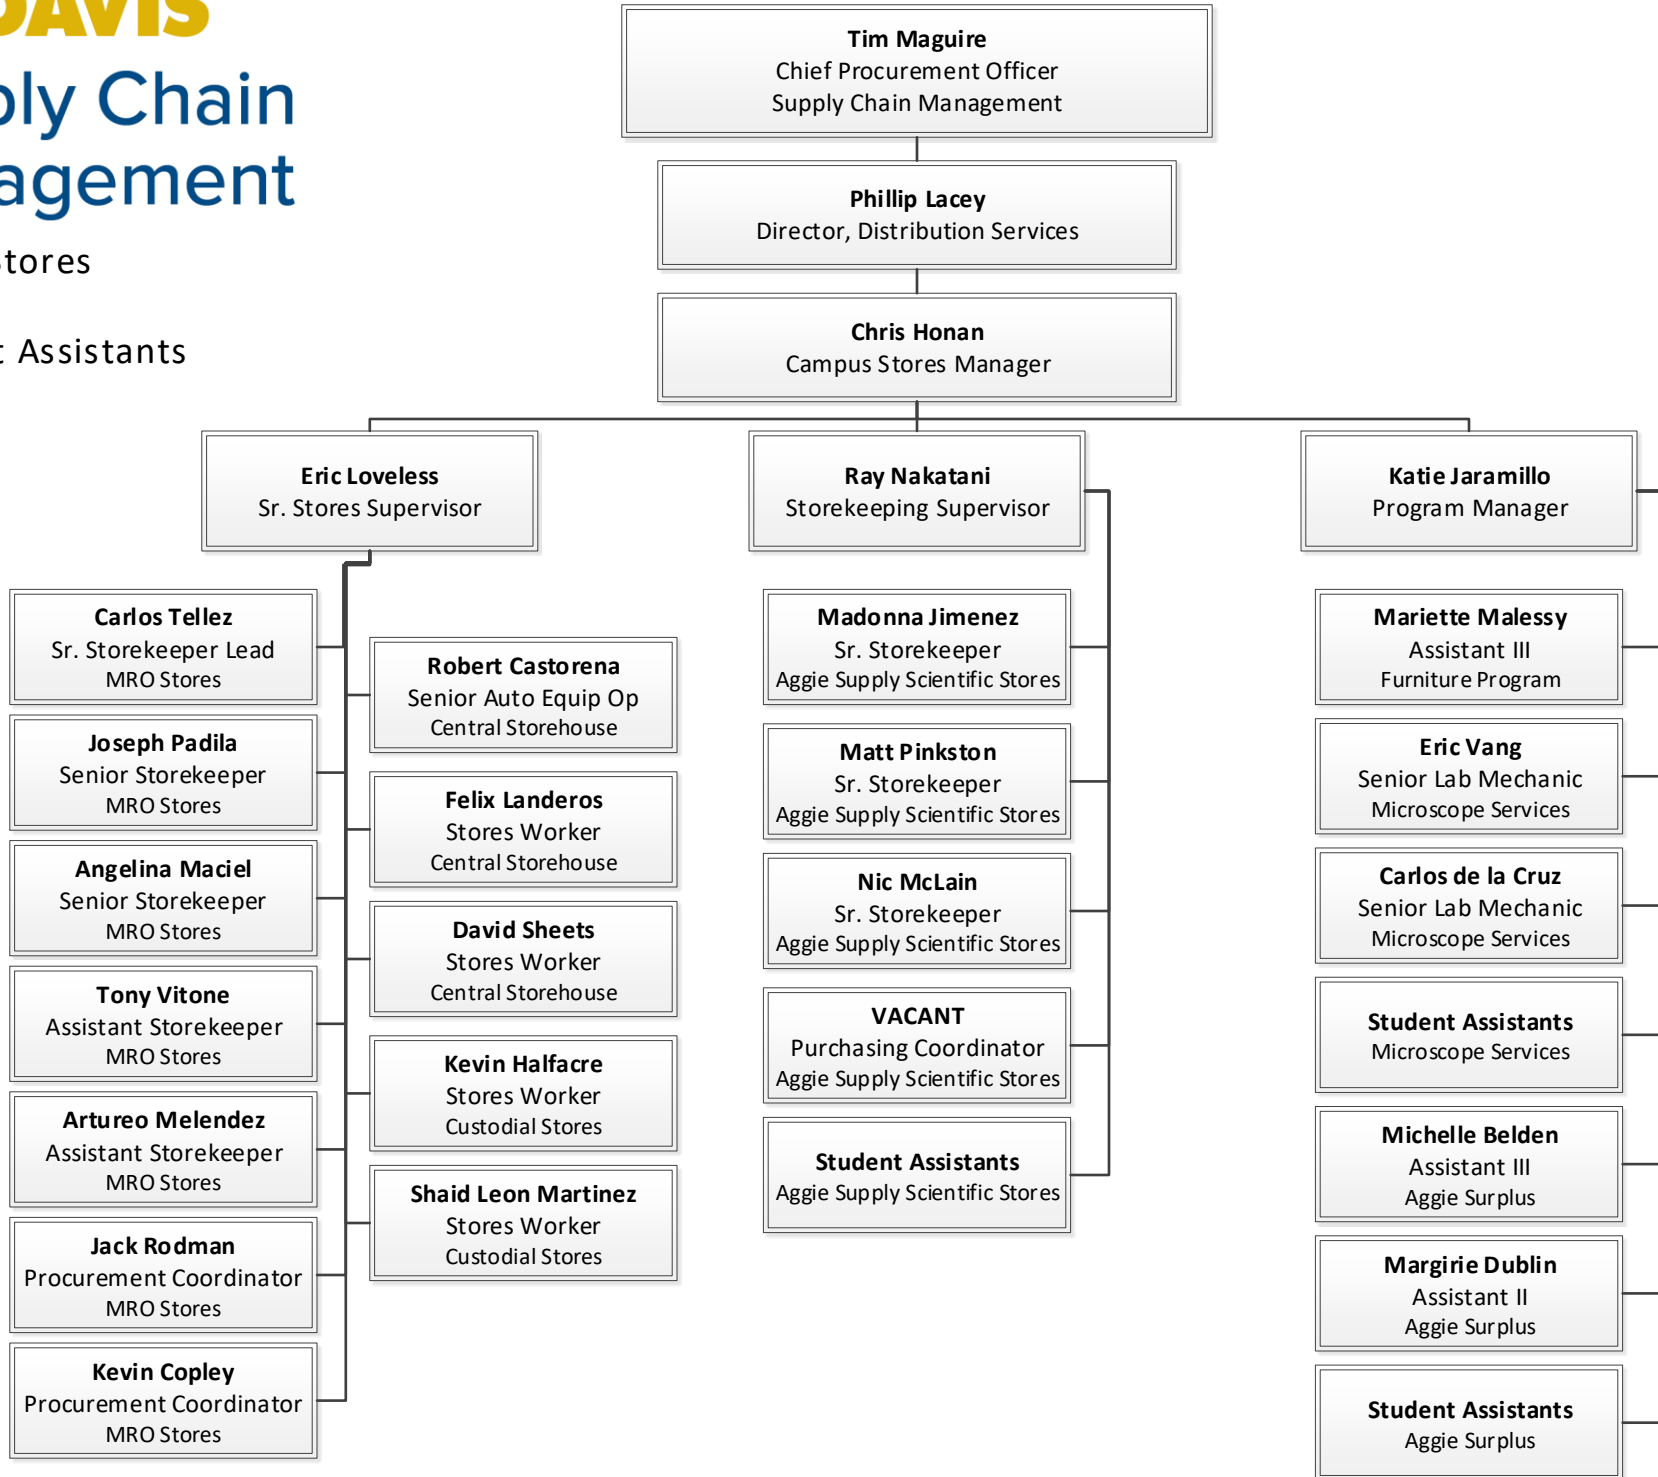 DAVIS
ply Chain
agement
Stores
t Assistants
Tim Maguire
Chief Procurement Officer
Supply Chain Management
Phillip Lacey
Director, Distribution Services
Chris Honan
Campus Stores Manager
Eric Loveless
Sr. Stores Supervisor
Carlos Tellez
Sr. Storekeeper Lead
MRO Stores
Joseph Padila
Senior Storekeeper
MRO Stores
Angelina Maciel
Senior Storekeeper
MRO Stores
Tony Vitone
Assistant Storekeeper
MRO Stores
Artureo Melendez
Assistant Storekeeper
MRO Stores
Jack Rodman
Procurement Coordinator
MRO Stores
Kevin Copley
Procurement Coordinator
MRO Stores
Robert Castorena
Senior Auto Equip Op
Central Storehouse
Felix Landeros
Stores Worker
Central Storehouse
David Sheets
Stores Worker
Central Storehouse
Kevin Halfacre
Stores Worker
Custodial Stores
Shaid Leon Martinez
Stores Worker
Custodial Stores
Ray Nakatani
Storekeeping Supervisor
Madonna Jimenez
Sr. Storekeeper
Aggie Supply Scientific Stores
Matt Pinkston
Sr. Storekeeper
Aggie Supply Scientific Stores
Nic McLain
Sr. Storekeeper
Aggie Supply Scientific Stores
VACANT
Purchasing Coordinator
Aggie Supply Scientific Stores
Student Assistants
Aggie Supply Scientific Stores
Katie Jaramillo
Program Manager
Mariette Malessy
Assistant III
Furniture Program
Eric Vang
Senior Lab Mechanic
Microscope Services
Carlos de la Cruz
Senior Lab Mechanic
Microscope Services
Student Assistants
Microscope Services
Michelle Belden
Assistant III
Aggie Surplus
Margirie Dublin
Assistant II
Aggie Surplus
Student Assistants
Aggie Surplus